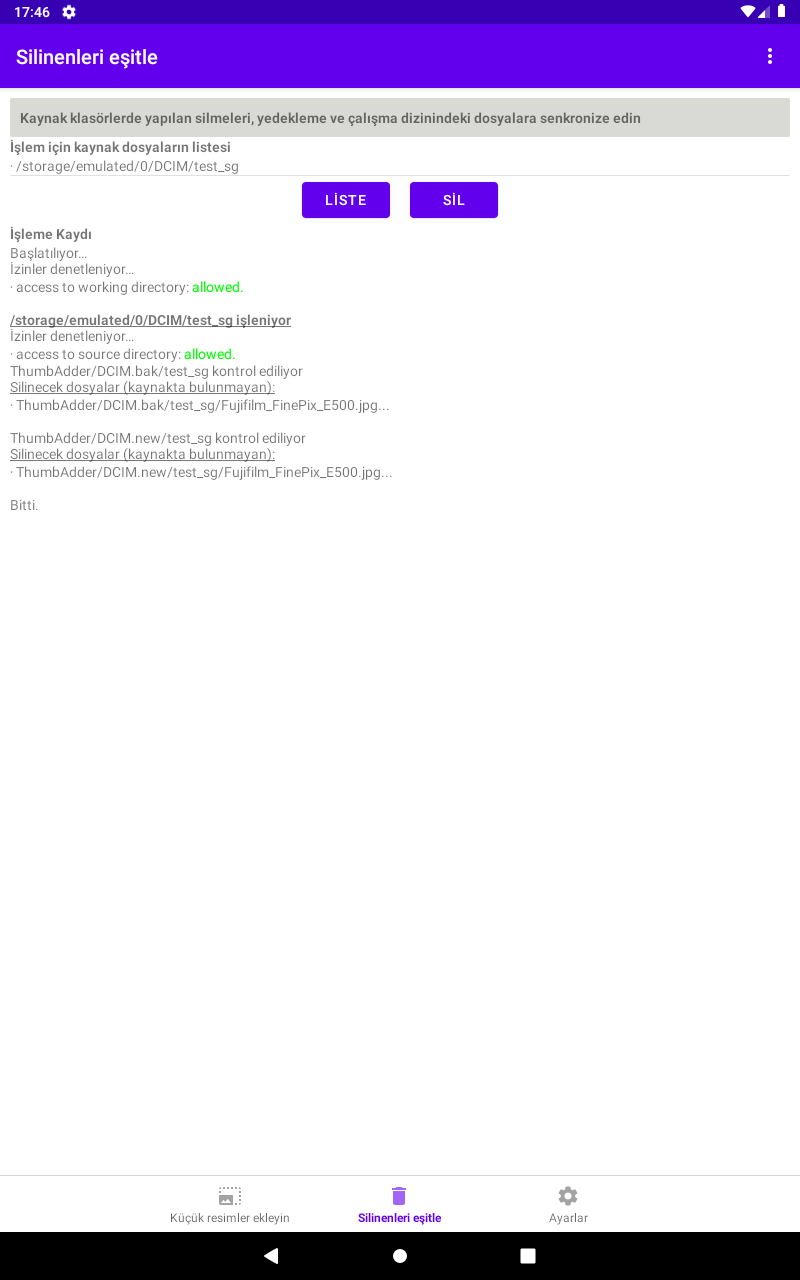 17:46
Silinenleri eşitle
Kaynak klasörlerde yapılan silmeleri, yedekleme ve çalışma dizinindeki dosyalara senkronize edin
İşlem için kaynak dosyaların listesi
· /storage/emulated/0/DCIM/test_sg
LİSTE SİL
İşleme Kaydı
Başlatılıyor…
İzinler denetleniyor…
· access to working directory: allowed.
/storage/emulated/0/DCIM/test_sg işleniyor
İzinler denetleniyor…
· access to source directory: allowed.
ThumbAdder/DCIM.bak/test_sg kontrol ediliyor
Silinecek dosyalar (kaynakta bulunmayan):
· ThumbAdder/DCIM.bak/test_sg/Fujifilm_FinePix_E500.jpg...
ThumbAdder/DCIM.new/test_sg kontrol ediliyor
Silinecek dosyalar (kaynakta bulunmayan):
· ThumbAdder/DCIM.new/test_sg/Fujifilm_FinePix_E500.jpg...
Bitti.
Küçük resimler ekleyin Silinenleri eşitle Ayarlar